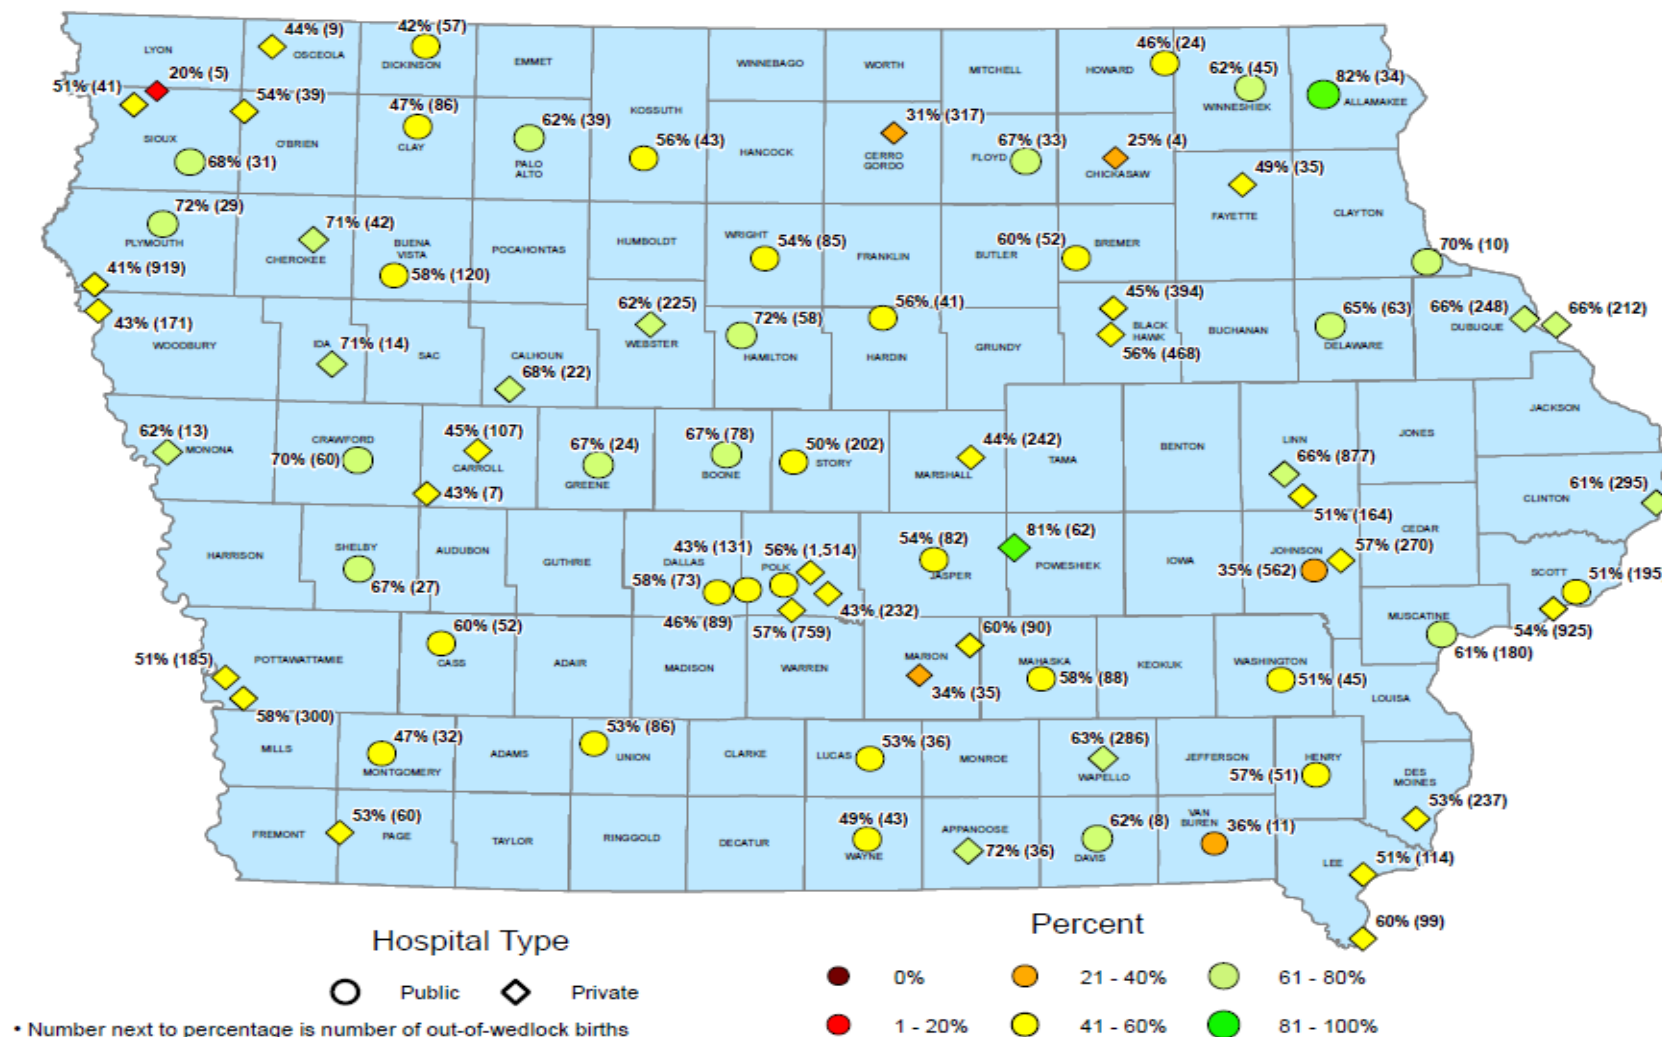 LYON
44% (9)
OSCEOLA
42% (57)
DICKINSON
EMMET
WINNEBAGO
WORTH
MITCHELL
HOWARD
46% (24)
62% (45)
WINNESHIEK
82% (34)
ALLAMAKEE
51% (41)
20% (5)
54% (39)
47% (86)
CLAY
62% (39)
PALO
ALTO
KOSSUTH
56% (43)
HANCOCK
31% (317)
CERRO
GORDO
67% (33)
FLOYD
25% (4)
CHICKASAW
SIOUX
68% (31)
O'BRIEN
49% (35)
FAYETTE
CLAYTON
72% (29)
PLYMOUTH
71% (42)
CHEROKEE
BUENA
VISTA
58% (120)
POCAHONTAS
HUMBOLDT
WRIGHT
54% (85)
FRANKLIN
BUTLER
60% (52)
BREMER
70% (10)
41% (919)
43% (171)
WOODBURY
IDA
71% (14)
SAC
CALHOUN
68% (22)
62% (225)
WEBSTER
72% (58)
HAMILTON
56% (41)
HARDIN
GRUNDY
45% (394)
BLACK
HAWK
56% (468)
BUCHANAN
65% (63)
DELAWARE
66% (248)
DUBUQUE
66% (212)
JACKSON
62% (13)
MONONA
CRAWFORD
70% (60)
45% (107)
CARROLL
43% (7)
67% (24)
GREENE
67% (78)
BOONE
50% (202)
STORY
44% (242)
MARSHALL
TAMA
BENTON
LINN
66% (877)
51% (164)
JONES
61% (295)
CLINTON
CEDAR
HARRISON
SHELBY
67% (27)
AUDUBON
GUTHRIE
43% (131)
DALLAS
58% (73)
46% (89)
56% (1,514)
POLK
43% (232)
57% (759)
54% (82)
JASPER
81% (62)
POWESHIEK
IOWA
JOHNSON
35% (562)
57% (270)
SCOTT
51% (195
54% (925)
MUSCATINE
61% (180)
51% (185)
POTTAWATTAMIE
58% (300)
60% (52)
CASS
ADAIR
MADISON
WARREN
MARION
60% (90)
34% (35)
MAHASKA
58% (88)
KEOKUK
WASHINGTON
51% (45)
LOUISA
MILLS
47% (32)
MONTGOMERY
ADAMS
53% (86)
UNION
CLARKE
LUCAS
53% (36)
MONROE
63% (286)
WAPELLO
JEFFERSON
HENRY
57% (51)
DES
MOINES
53% (237)
FREMONT
53% (60)
PAGE
TAYLOR
RINGGOLD
DECATUR
49% (43)
WAYNE
APPANOOSE
72% (36)
62% (8)
DAVIS
VAN
BUREN
36% (11)
LEE
51% (114)
60% (99)
Hospital Type
Public
Private
• Number next to percentage is number of out-of-wedlock births
Percent
0%
21 - 40%
61 - 80%
1 - 20%
41 - 60%
81 - 100%